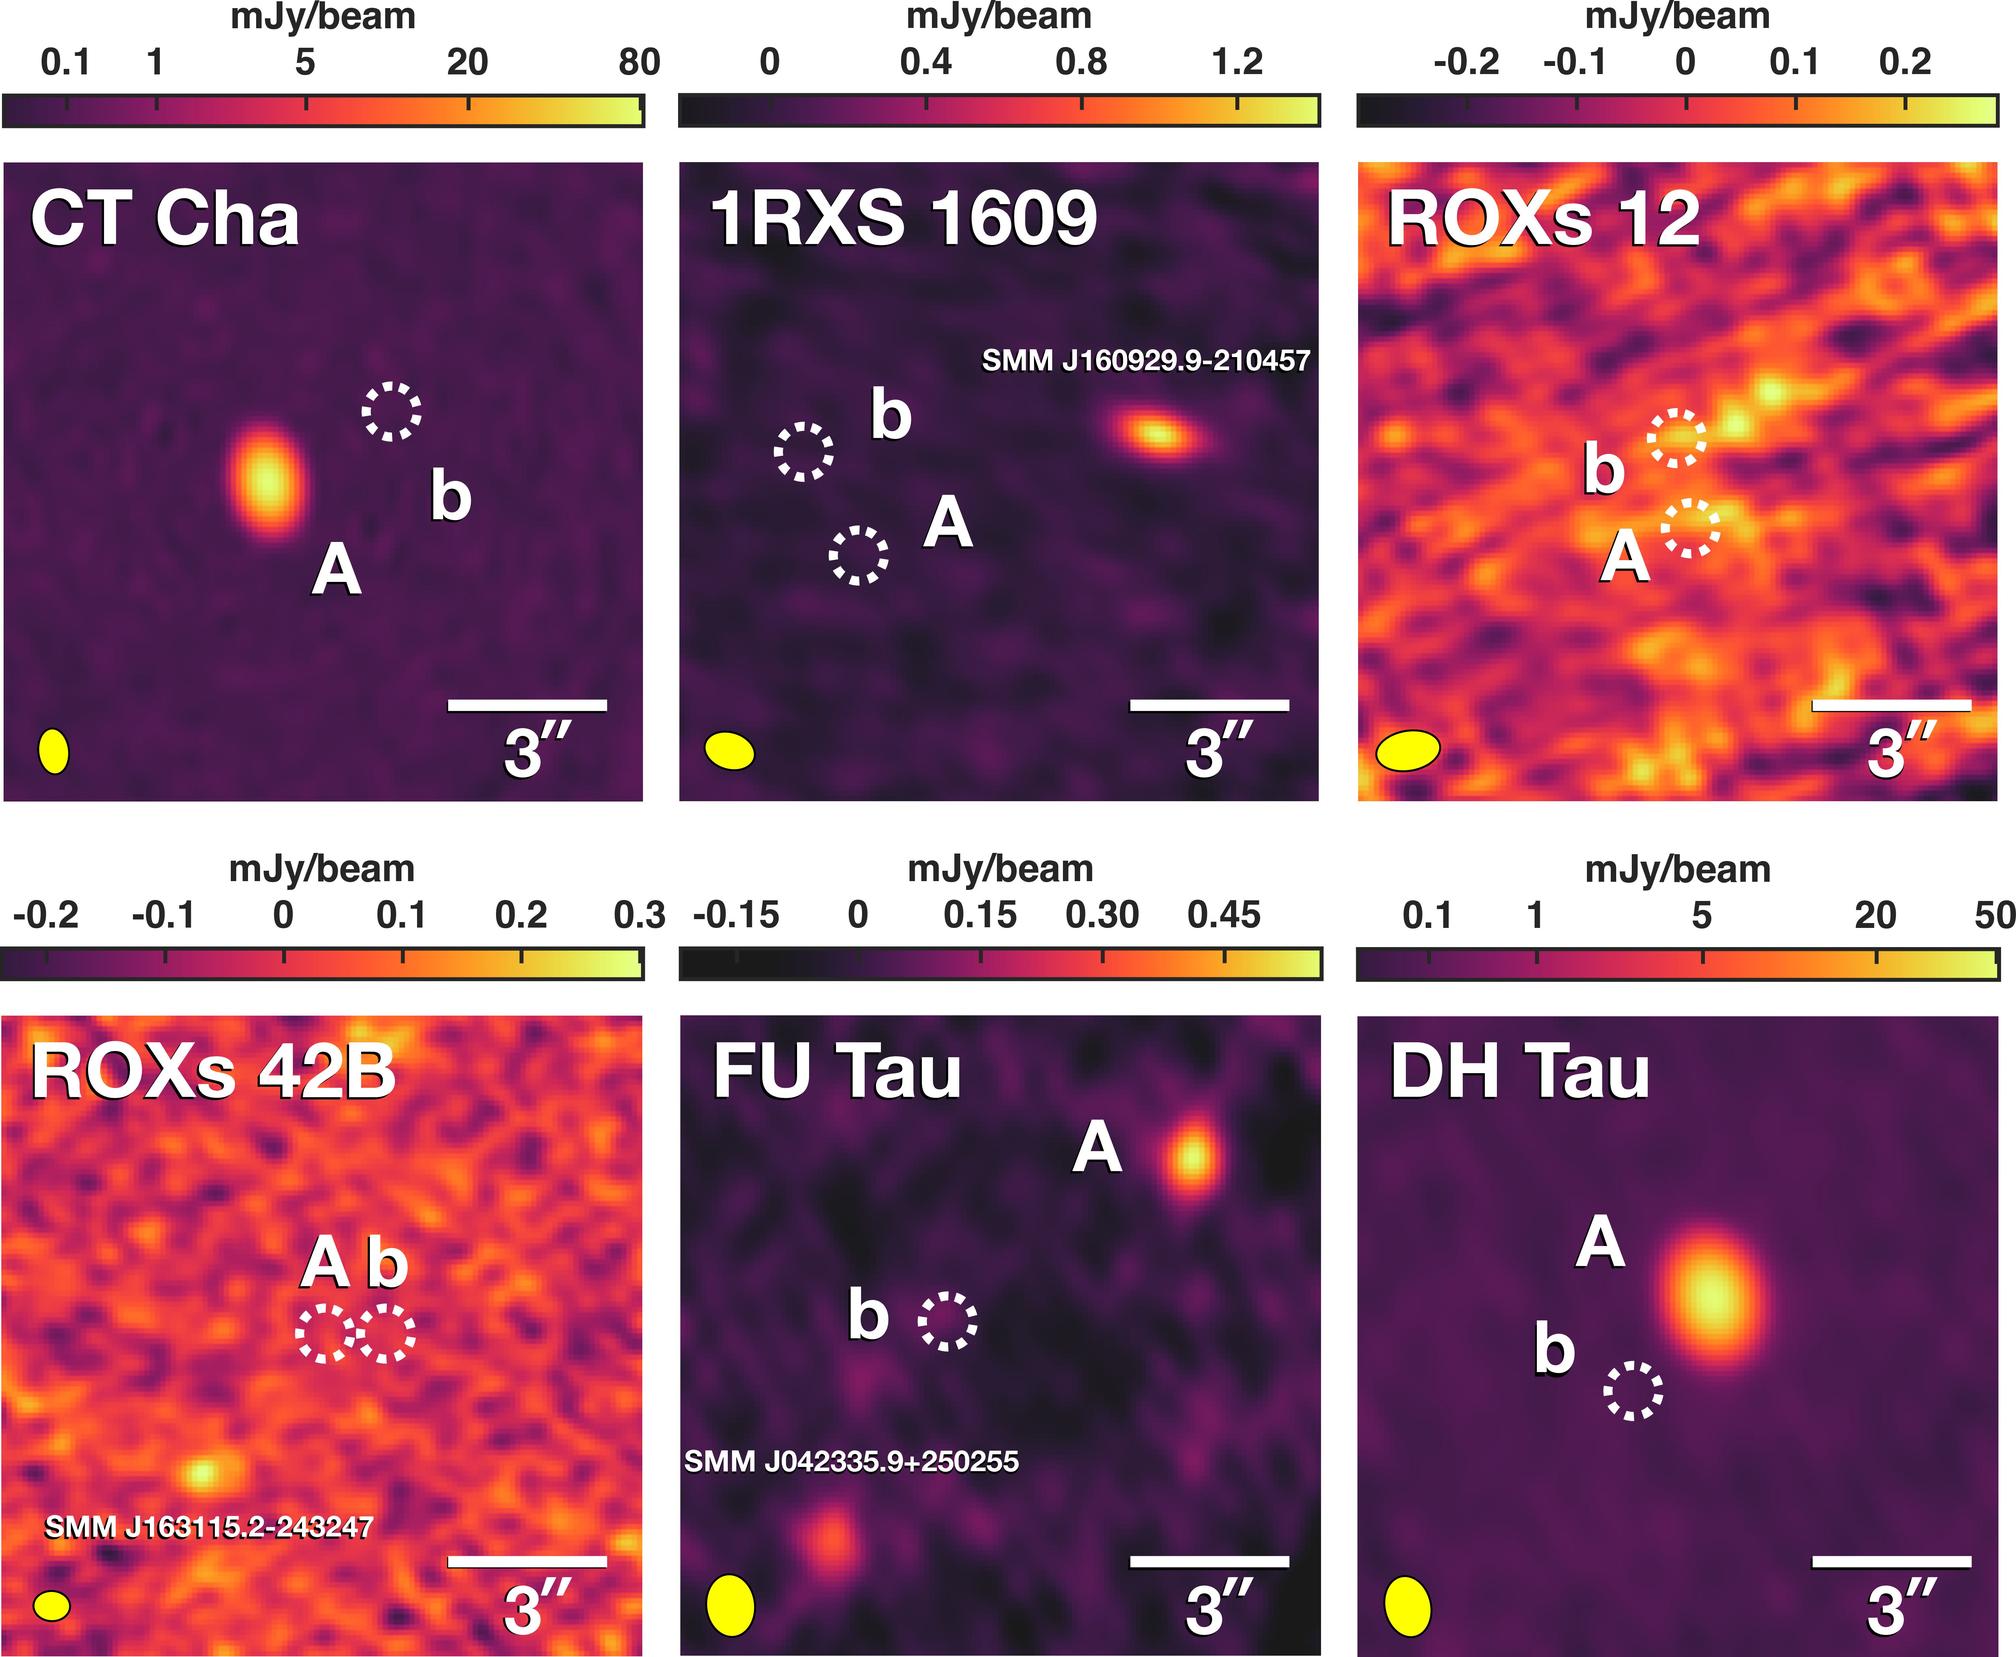 mJy/beam
0.1 1 5 20 80
CT Cha
b
A
3″
mJy/beam
0 0.4 0.8 1.2
1RXS 1609
SMM J160929.9-210457
b
A
3″
mJy/beam
-0.2 -0.1 0 0.1 0.2
ROXs 12
b
A
3″
mJy/beam
-0.2 -0.1 0 0.1 0.2 0.3
ROXs 42B
A b
SMM J163115.2-243247
3″
mJy/beam
-0.15 0 0.15 0.30 0.45
FU Tau
A
b
SMM J042335.9+250255
3″
mJy/beam
0.1 1 5 20 50
DH Tau
A
b
3″